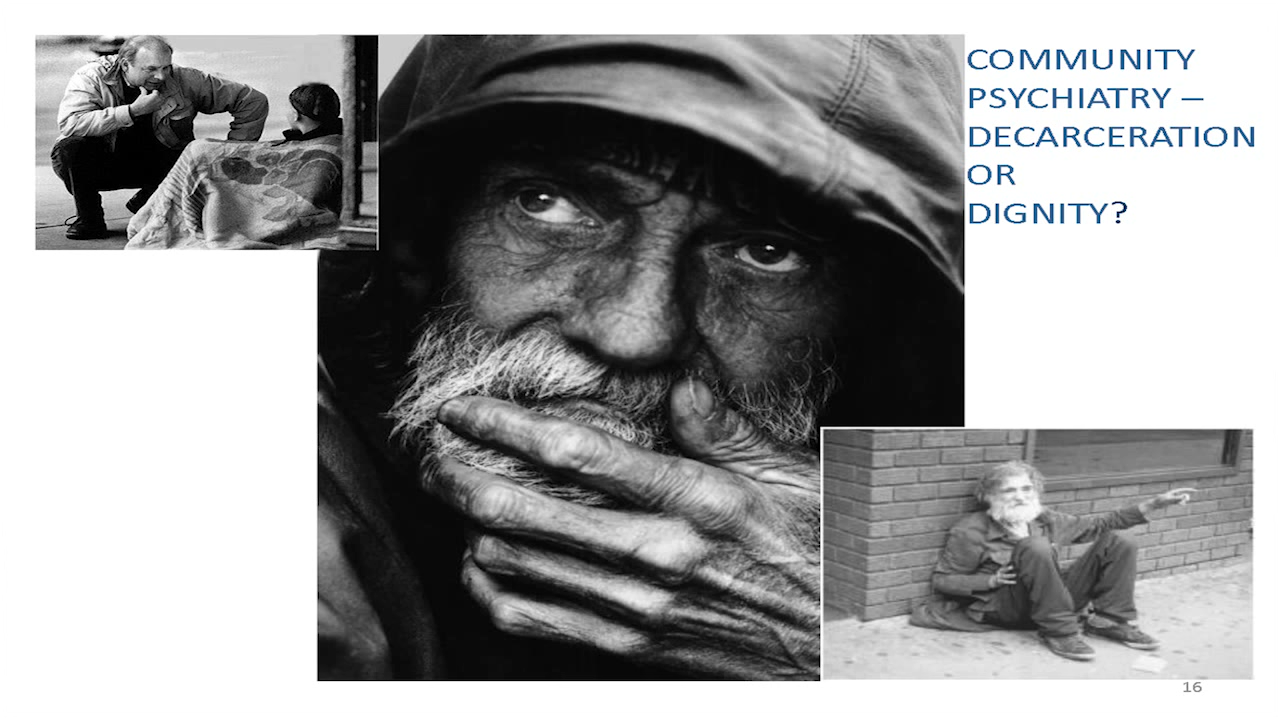 COMMUNITY
PSYCHIATRY –
DECARCERATION
OR
DIGNITY?
16